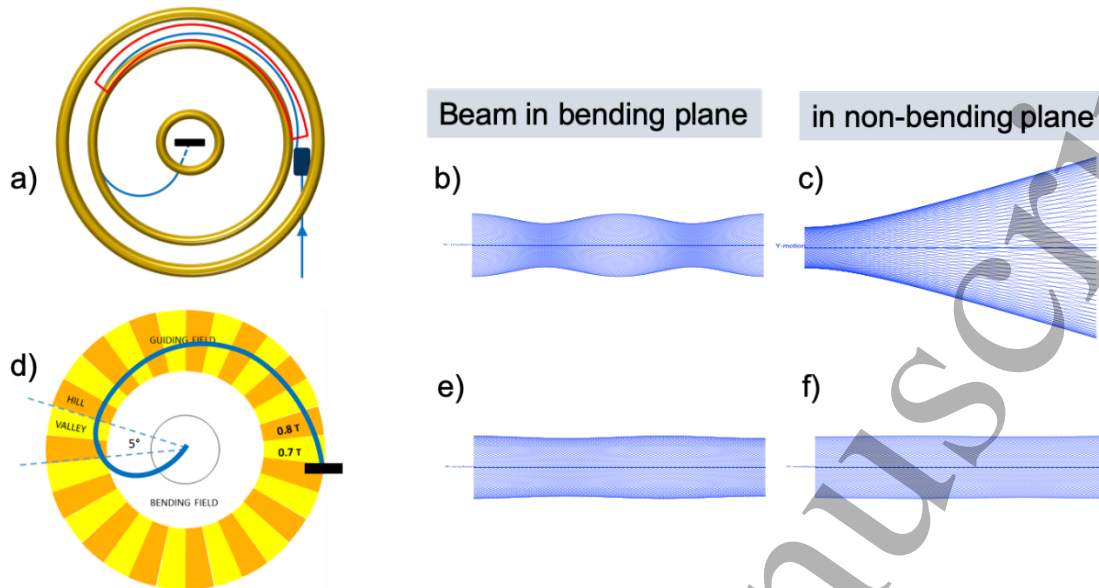 Beam in bending plane
in non-bending plane
a)
b)
c)
Y-motion
d)
GUIDING FIELD
HILL
VALLEY
5°
0.8 T
0.7 T
BENDING FIELD
e)
f)
nuscri